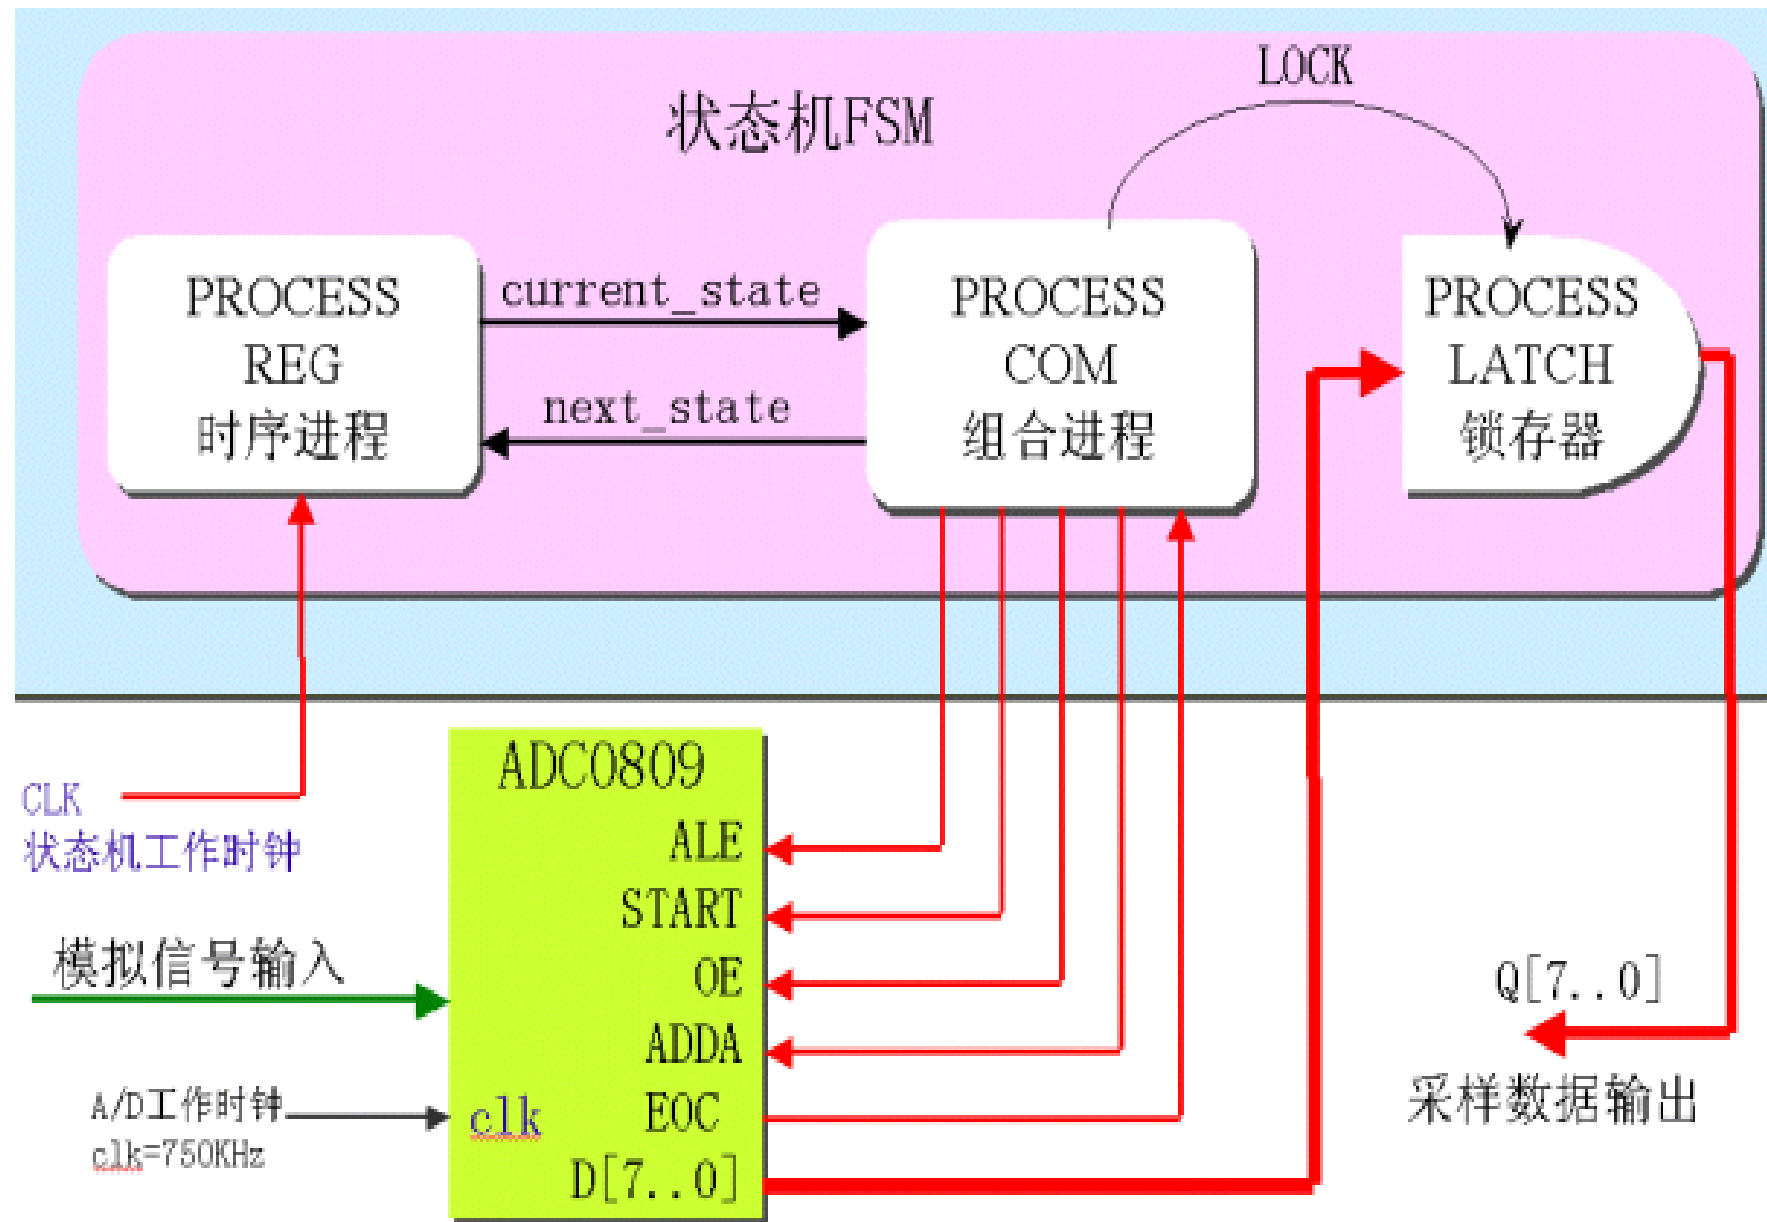 LOCK
状态机FSM
PROCESS
REG
时序进程
current_state
next_state
PROCESS
COM
组合进程
PROCESS
LATCH
锁存器
CLK
状态机工作时钟
模拟信号输入
A/D工作时钟
clk=750KHz
ADC0809
ALE
START
OE
ADDA
clk
EOC
D[7..0]
Q[7..0]
采样数据输出